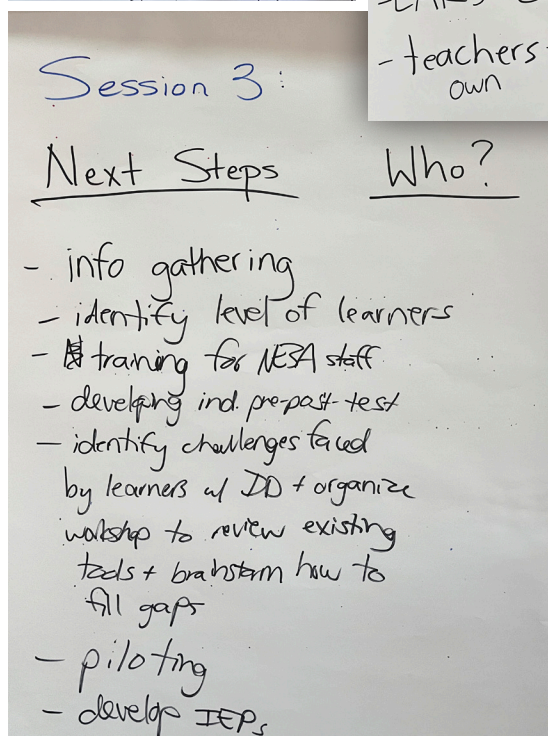 - teachers
own
Session 3:
Next Steps Who?
- info gathering
- identify level of learners
- training for NESA staff
- developing ind. pre-post-test
- identify challenges faced
by learners w/ ID + organize
workshop to review existing
tools + brainstorm how to
fill gaps
- piloting
- develop IEPs